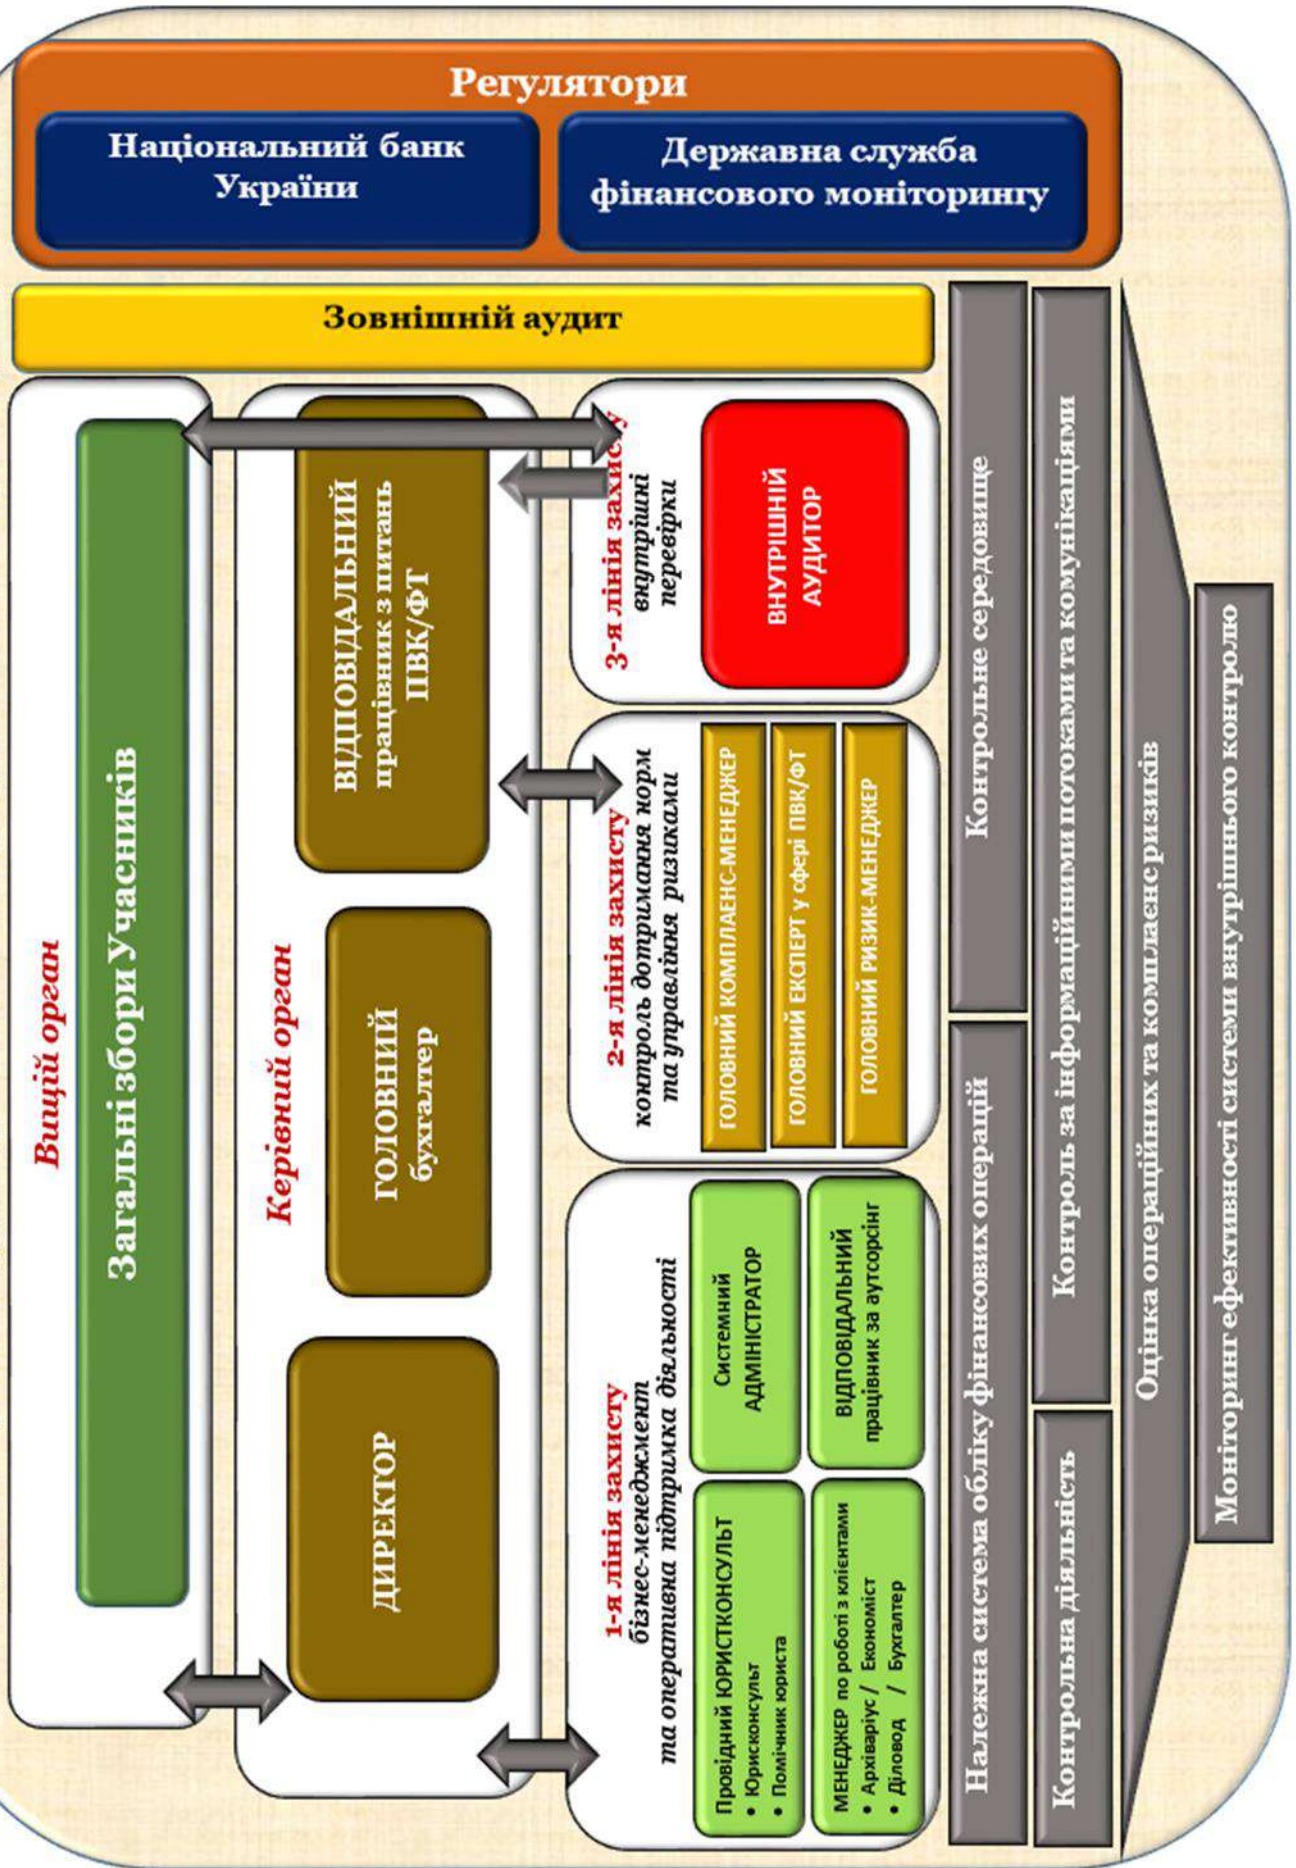 Вищій орган
Загальні збори Учасників
Керівний орган
ДИРЕКТОР
ГОЛОВНИЙ
бухгалтер
ВІДПОВІДАЛЬНИЙ
працівник з питань
ПВК/ФТ
1-я лінія захисту
бізнес-менеджмент
та оперативна підтримка діяльності
Провідний ЮРИСТКОНСУЛЬТ
• Юрисконсульт
• Помічник юриста
Системний
АДМІНІСТРАТОР
МЕНЕДЖЕР по роботі з клієнтами
• Архіваріус / Економіст
• Діловод / Бухгалтер
ВІДПОВІДАЛЬНИЙ
працівник за аутсорсінг
2-я лінія захисту
контроль дотримання норм
та управління ризиками
ГОЛОВНИЙ КОМПЛАЕНС-МЕНЕДЖЕР
ГОЛОВНИЙ ЕКСПЕРТ у сфері ПВК/ФТ
ГОЛОВНИЙ РИЗИК-МЕНЕДЖЕР
3-я лінія захисту
внутрішні
перевірки
ВНУТРІШНІЙ
АУДИТОР
Зовнішній аудит
Регулятори
Національний банк
України
Державна служба
фінансового моніторингу
Належна система обліку фінансових операцій
Контрольне середовище
Контрольна діяльність
Контроль за інформаційними потоками та комунікаціями
Оцінка операційних та комплаєнс ризиків
Моніторинг ефективності системи внутрішнього контролю